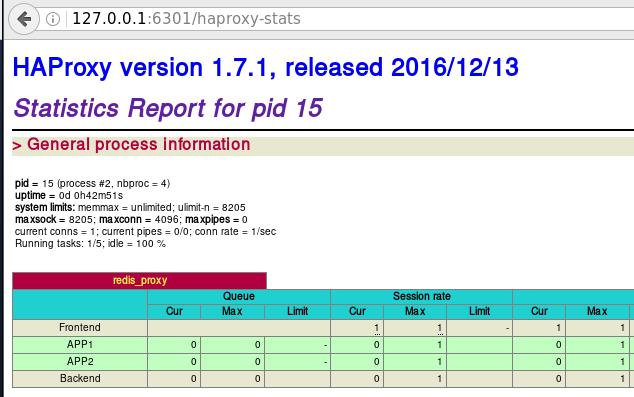 127.0.0.1:6301/haproxy-stats
HAProxy version 1.7.1, released 2016/12/13
Statistics Report for pid 15
> General process information
pid = 15 (process #2, nbproc = 4)
uptime = 0d 0h42m51s
system limits: memmax = unlimited; ulimit-n = 8205
maxsock = 8205; maxconn = 4096; maxpipes = 0
current conns = 1; current pipes = 0/0; conn rate = 1/sec
Running tasks: 1/5; idle = 100 %
redis_proxy
Queue Session rate
Cur Max Limit Cur Max Limit Cur Max
Frontend 1 1 - 1 1
APP1 0 0 - 0 1 0 1
APP2 0 0 - 0 1 0 1
Backend 0 0 0 1 0 1